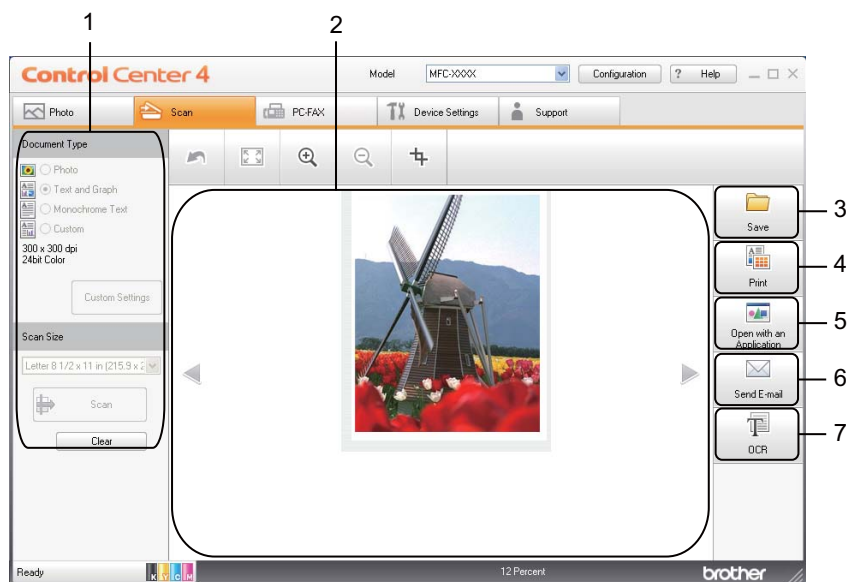 1
2
Control Center 4
Model
MFC-XXXX
Configuration
? Help
Photo
Scan
PC-FAX
Device Settings
Support
Document Type
Photo
Text and Graph
Monochrome Text
Custom
300 x 300 dpi
24bit Color
Custom Settings
Scan Size
Letter 8 1/2 x 11 in (215.9 x 2
Scan
Clear
Save
3
Print
4
Open with an
Application
5
Send E-mail
6
OCR
7
Ready
K Y C M
12 Percent
brother